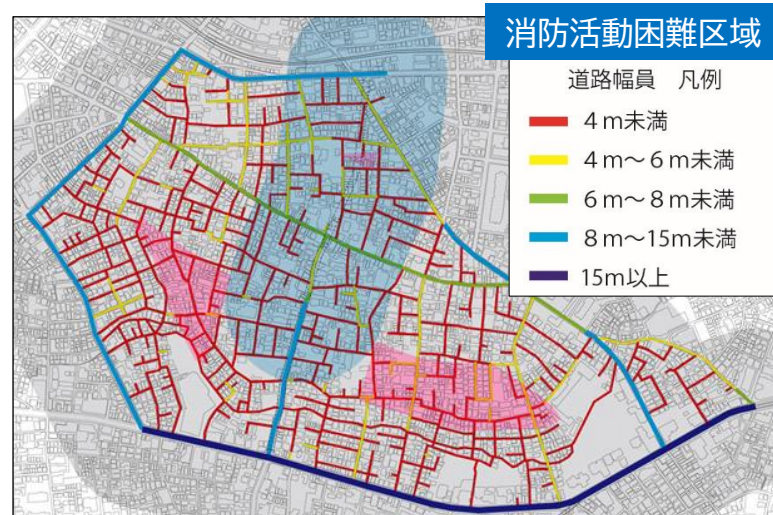 消防活動困難区域
道路幅員　凡例
4m未満
4m～6m未満
6m～8m未満
8m～15m未満
15m以上